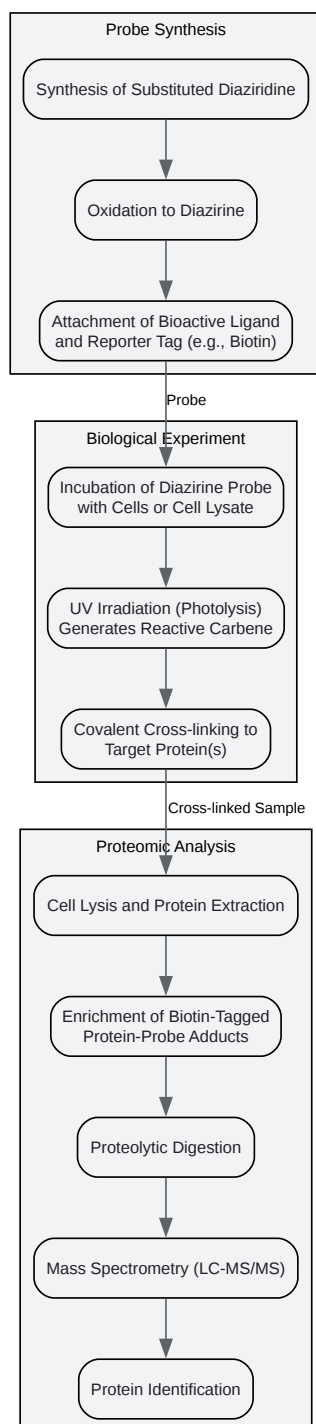 Probe Synthesis
Synthesis of Substituted Diaziridine
Oxidation to Diazirine
Attachment of Bioactive Ligand
and Reporter Tag (e.g., Biotin)
Probe
Biological Experiment
Incubation of Diazirine Probe
with Cells or Cell Lysate
UV Irradiation (Photolysis)
Generates Reactive Carbene
Covalent Cross-linking to
Target Protein(s)
Cross-linked Sample
Proteomic Analysis
Cell Lysis and Protein Extraction
Enrichment of Biotin-Tagged
Protein-Probe Adducts
Proteolytic Digestion
Mass Spectrometry (LC-MS/MS)
Protein Identification